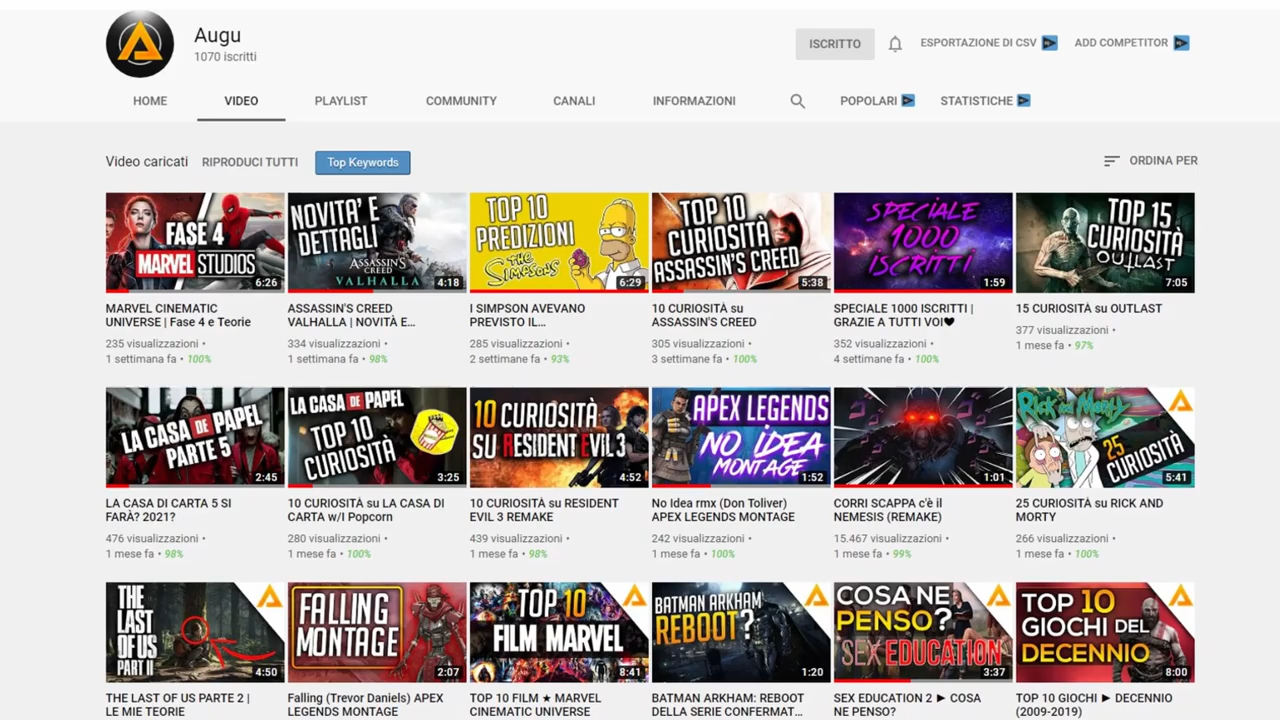 Augu
1070 iscritti
ISCRITTO
ESPORTAZIONE DI CSV
ADD COMPETITOR
HOME
VIDEO
PLAYLIST
COMMUNITY
CANALI
INFORMAZIONI
POPOLARI
STATISTICHE
Video caricati
RIPRODUCI TUTTI
Top Keywords
ORDINA PER
FASE 4
MARVEL STUDIOS
6:26
MARVEL CINEMATIC
UNIVERSE | Fase 4 e Teorie
235 visualizzazioni •
1 settimana fa • 100%
NOVITA' E
DETTAGLI
ASSASSIN'S
CREED
VALHALLA
4:18
ASSASSIN'S CREED
VALHALLA | NOVITÀ E...
334 visualizzazioni •
1 settimana fa • 98%
TOP 10
PREDIZIONI
THE
SIMPSONS
6:29
I SIMPSON AVEVANO
PREVISTO IL...
285 visualizzazioni •
2 settimane fa • 93%
TOP 10
CURIOSITÀ
ASSASSIN'S CREED
5:38
10 CURIOSITÀ su
ASSASSIN'S CREED
305 visualizzazioni •
3 settimane fa • 100%
SPECIALE
1000
ISCRITTI
1:59
SPECIALE 1000 ISCRITTI |
GRAZIE A TUTTI VOI🖤
352 visualizzazioni •
4 settimane fa • 100%
TOP 15
CURIOSITÀ
OUTLAST
7:05
15 CURIOSITÀ su OUTLAST
377 visualizzazioni •
1 mese fa • 97%
LA CASA DE PAPEL
PARTE 5
2:45
LA CASA DI CARTA 5 SI
FARÀ? 2021?
476 visualizzazioni •
1 mese fa • 98%
LA CASA DE PAPEL
TOP 10
CURIOSITÀ
3:25
10 CURIOSITÀ su LA CASA DI
CARTA w/I Popcorn
280 visualizzazioni •
1 mese fa • 100%
10 CURIOSITÀ
SU RESIDENT EVIL 3
4:52
10 CURIOSITÀ su RESIDENT
EVIL 3 REMAKE
439 visualizzazioni •
1 mese fa • 98%
APEX LEGENDS
NO IDEA
MONTAGE
1:52
No Idea rmx (Don Toliver)
APEX LEGENDS MONTAGE
242 visualizzazioni •
1 mese fa • 100%
1:01
CORRI SCAPPA c'è il
NEMESIS (REMAKE)
15.467 visualizzazioni •
1 mese fa • 99%
Rick and Morty
25
CURIOSITÀ
5:41
25 CURIOSITÀ su RICK AND
MORTY
266 visualizzazioni •
1 mese fa • 100%
THE
LAST
OF US
PART II
4:50
THE LAST OF US PARTE 2 |
LE MIE TEORIE
FALLING
MONTAGE
2:07
Falling (Trevor Daniels) APEX
LEGENDS MONTAGE
TOP 10
FILM MARVEL
8:41
TOP 10 FILM ★ MARVEL
CINEMATIC UNIVERSE
BATMAN ARKHAM
REBOOT?
1:20
BATMAN ARKHAM: REBOOT
DELLA SERIE CONFERMAT...
COSA NE
PENSO?
SEX EDUCATION
3:37
SEX EDUCATION 2 ► COSA
NE PENSO?
TOP 10
GIOCHI DEL
DECENNIO
8:00
TOP 10 GIOCHI ► DECENNIO
(2009-2019)